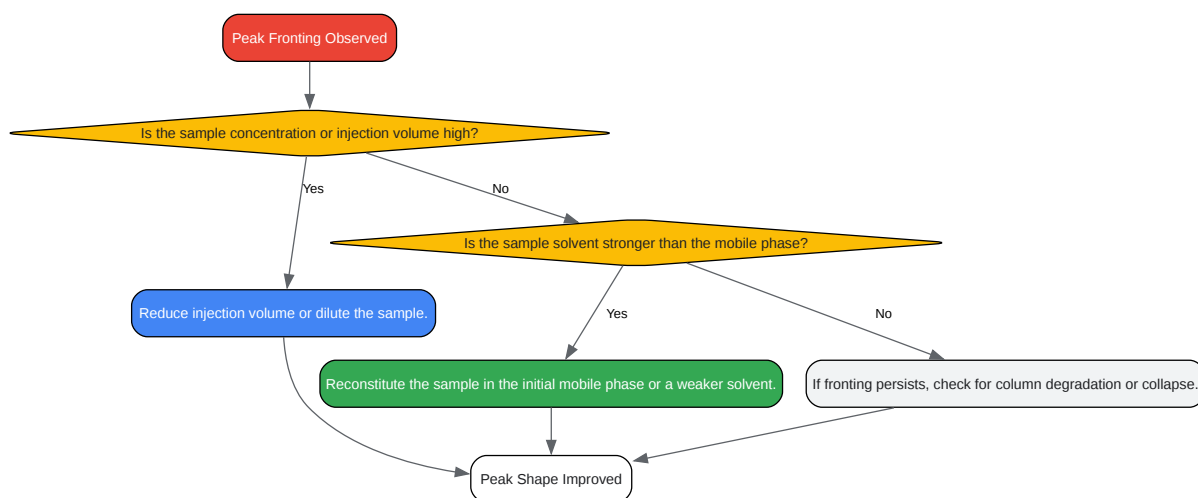 Peak Fronting Observed
Is the sample concentration or injection volume high?
Yes
No
Is the sample solvent stronger than the mobile phase?
Reduce injection volume or dilute the sample.
Yes
No
Reconstitute the sample in the initial mobile phase or a weaker solvent.
If fronting persists, check for column degradation or collapse.
Peak Shape Improved